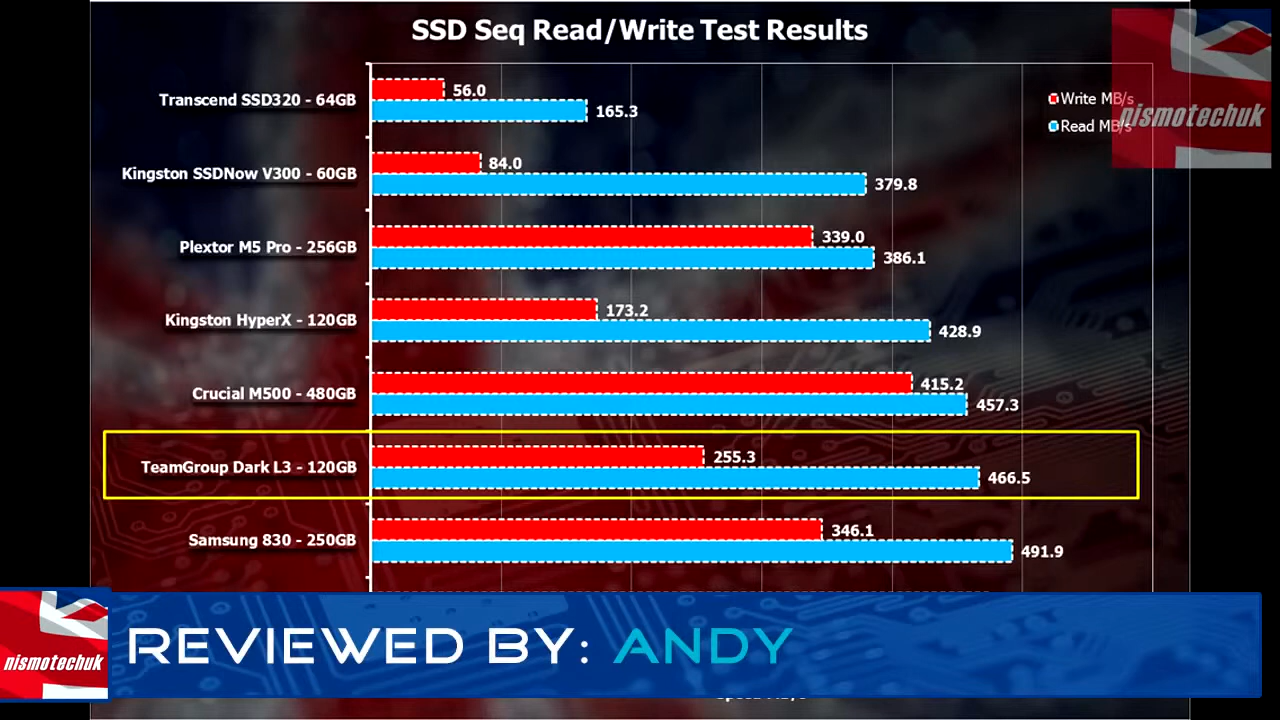 SSD Seq Read/Write Test Results
nismotechuk
Write MB/s
Read MB/s
Transcend SSD320 - 64GB
56.0
165.3
Kingston SSDNow V300 - 60GB
84.0
379.8
Plextor M5 Pro - 256GB
339.0
386.1
Kingston HyperX - 120GB
173.2
428.9
Crucial M500 - 480GB
415.2
457.3
TeamGroup Dark L3 - 120GB
255.3
466.5
Samsung 830 - 250GB
346.1
491.9
nismotechuk
REVIEWED BY: ANDY